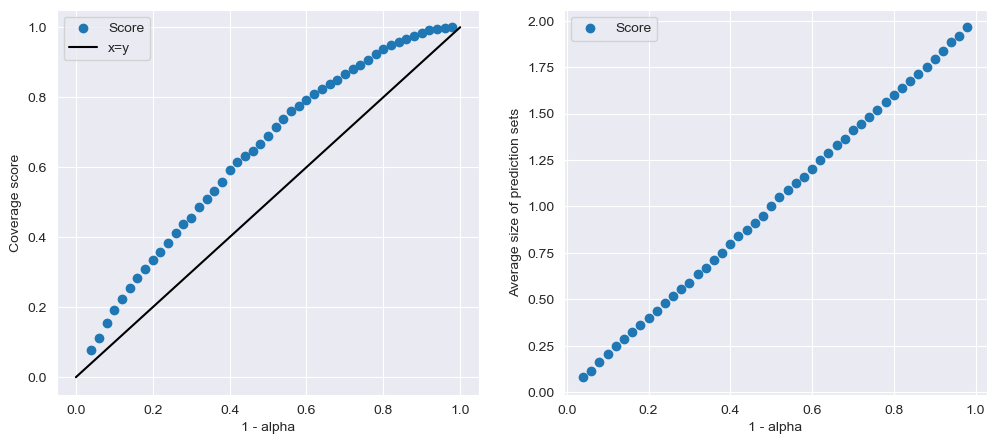 Score
x=y
Coverage score
1.0
0.8
0.6
0.4
0.2
0.0
0.0 0.2 0.4 0.6 0.8 1.0
1 - alpha
Score
Average size of prediction sets
2.00
1.75
1.50
1.25
1.00
0.75
0.50
0.25
0.00
0.0 0.2 0.4 0.6 0.8 1.0
1 - alpha